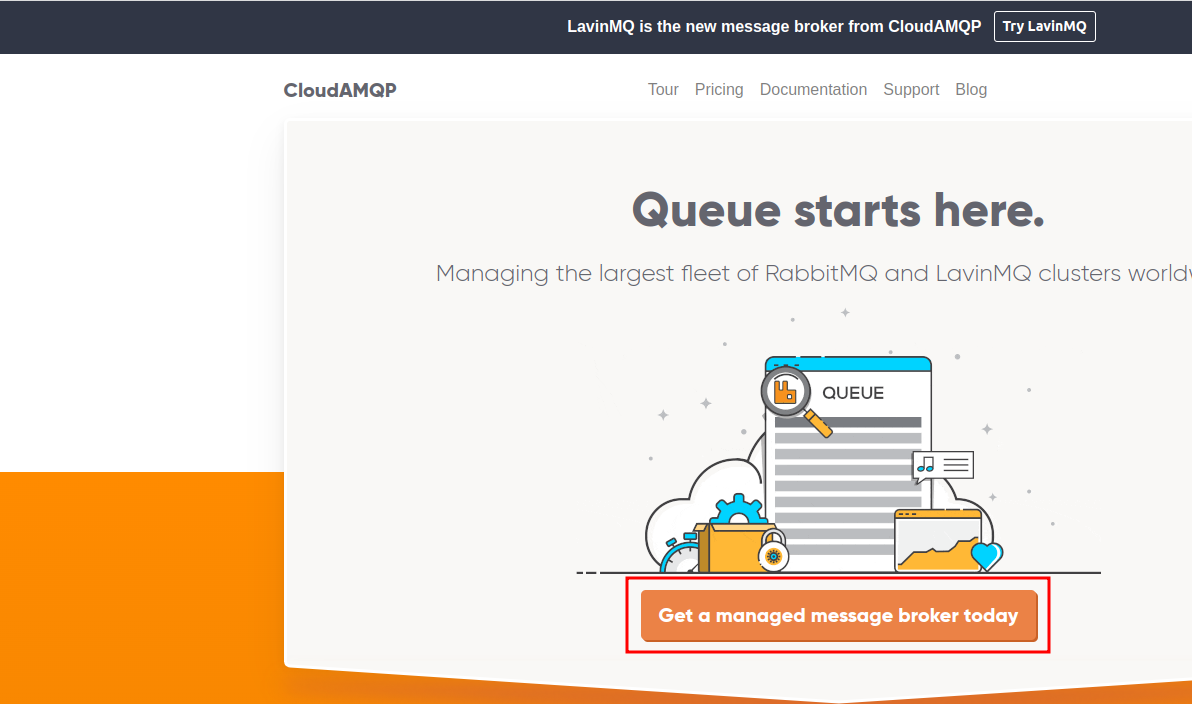 LavinMQ is the new message broker from CloudAMQP Try LavinMQ
CloudAMQP Tour Pricing Documentation Support Blog
Queue starts here.
Managing the largest fleet of RabbitMQ and LavinMQ clusters
QUEUE
Get a managed message broker today